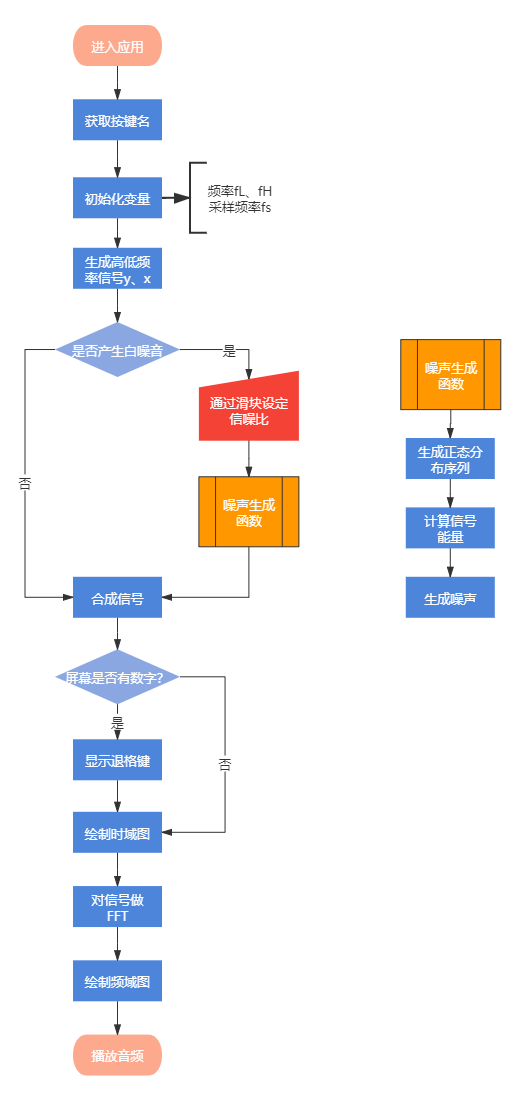 进入应用
获取按键名
初始化变量
频率fL、fH
采样频率fs
生成高低频
率信号y、x
是否产生白噪音
是
否
通过滑块设定
信噪比
噪声生成
函数
合成信号
屏幕是否有数字?
是
否
显示退格键
绘制时域图
对信号做
FFT
绘制频域图
播放音频
噪声生成
函数
生成正态分
布序列
计算信号
能量
生成噪声